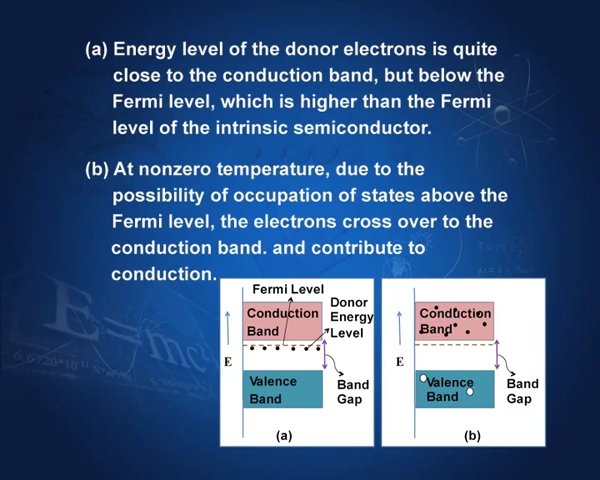 (a) Energy level of the donor electrons is quite
close to the conduction band, but below the
Fermi level, which is higher than the Fermi
level of the intrinsic semiconductor.
(b) At nonzero temperature, due to the
possibility of occupation of states above the
Fermi level, the electrons cross over to the
conduction band. and contribute to
conduction.
Fermi Level
Conduction
Band
Donor
Energy
Level
E
Valence
Band
Band
Gap
(a)
Conduction
Band
E
Valence
Band
Band
Gap
(b)
E=mc²